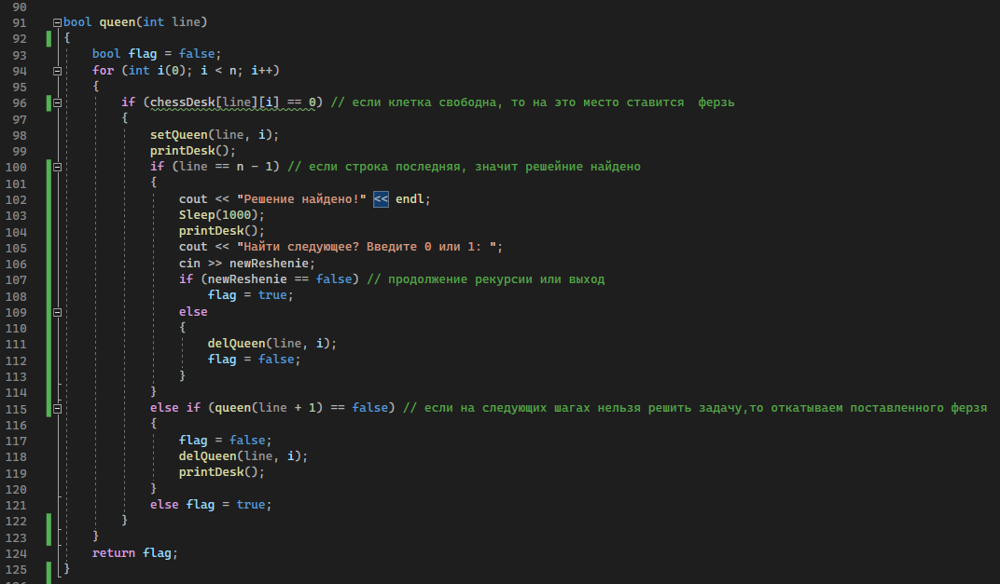 90
91 bool queen(int line)
92 {
93     bool flag = false;
94     for (int i(0); i < n; i++)
95     {
96         if (chessDesk[line][i] == 0) // если клетка свободна, то на это место ставится  ферзь
97         {
98             setQueen(line, i);
99             printDesk();
100             if (line == n - 1) // если строка последняя, значит решейние найдено
101             {
102                 cout << "Решение найдено!" << endl;
103                 Sleep(1000);
104                 printDesk();
105                 cout << "Найти следующее? Введите 0 или 1: ";
106                 cin >> newReshenie;
107                 if (newReshenie == false) // продолжение рекурсии или выход
108                     flag = true;
109                 else
110                 {
111                     delQueen(line, i);
112                     flag = false;
113                 }
114             }
115             else if (queen(line + 1) == false) // если на следующих шагах нельзя решить задачу,то откатываем поставленного ферзя
116             {
117                 flag = false;
118                 delQueen(line, i);
119                 printDesk();
120             }
121             else flag = true;
122         }
123     }
124     return flag;
125 }